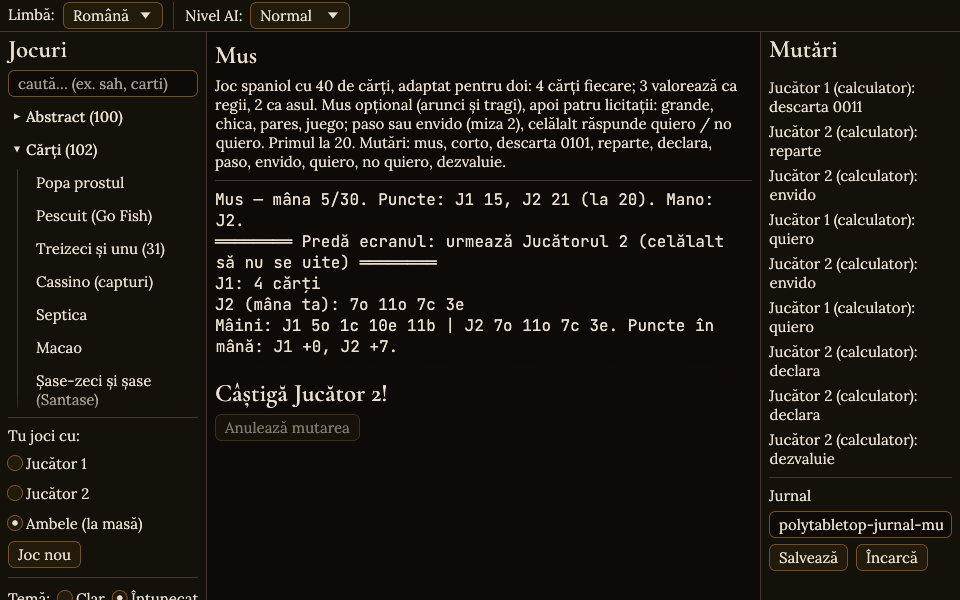 Limbă: Română ▼ Nivel AI: Normal ▼
Jocuri
caută... (ex. sah, carti)
▸ Abstract (100)
▾ Cărți (102)
Popa prostul
Pescuit (Go Fish)
Treizeci și unu (31)
Cassino (capturi)
Septica
Macao
Șase-zeci și șase
(Santase)
Tu joci cu:
Jucător 1
Jucător 2
Ambele (la masă)
Joc nou
Temă: Clar Întunecat
Mus
Joc spaniol cu 40 de cărți, adaptat pentru doi: 4 cărți fiecare; 3 valorează ca
regii, 2 ca asul. Mus opțional (arunci și tragi), apoi patru licitații: grande,
chica, pares, juego; paso sau envido (miza 2), celălalt răspunde quiero / no
quiero. Primul la 20. Mutări: mus, corto, descarta 0101, reparte, declara,
paso, envido, quiero, no quiero, dezvaluie.
Mus — mâna 5/30. Puncte: J1 15, J2 21 (la 20). Mano:
J2.
════════ Predă ecranul: urmează Jucătorul 2 (celălalt
să nu se uite) ════════
J1: 4 cărți
J2 (mâna ta): 7o 11o 7c 3e
Mâini: J1 5o 1c 10e 11b | J2 7o 11o 7c 3e. Puncte în
mână: J1 +0, J2 +7.
Câștigă Jucător 2!
Anulează mutarea
Mutări
Jucător 1 (calculator):
descarta 0011
Jucător 2 (calculator):
reparte
Jucător 2 (calculator):
envido
Jucător 1 (calculator):
quiero
Jucător 2 (calculator):
envido
Jucător 1 (calculator):
quiero
Jucător 2 (calculator):
declara
Jucător 2 (calculator):
declara
Jucător 2 (calculator):
dezvaluie
Jurnal
polytabletop-jurnal-mu
Salvează Încarcă